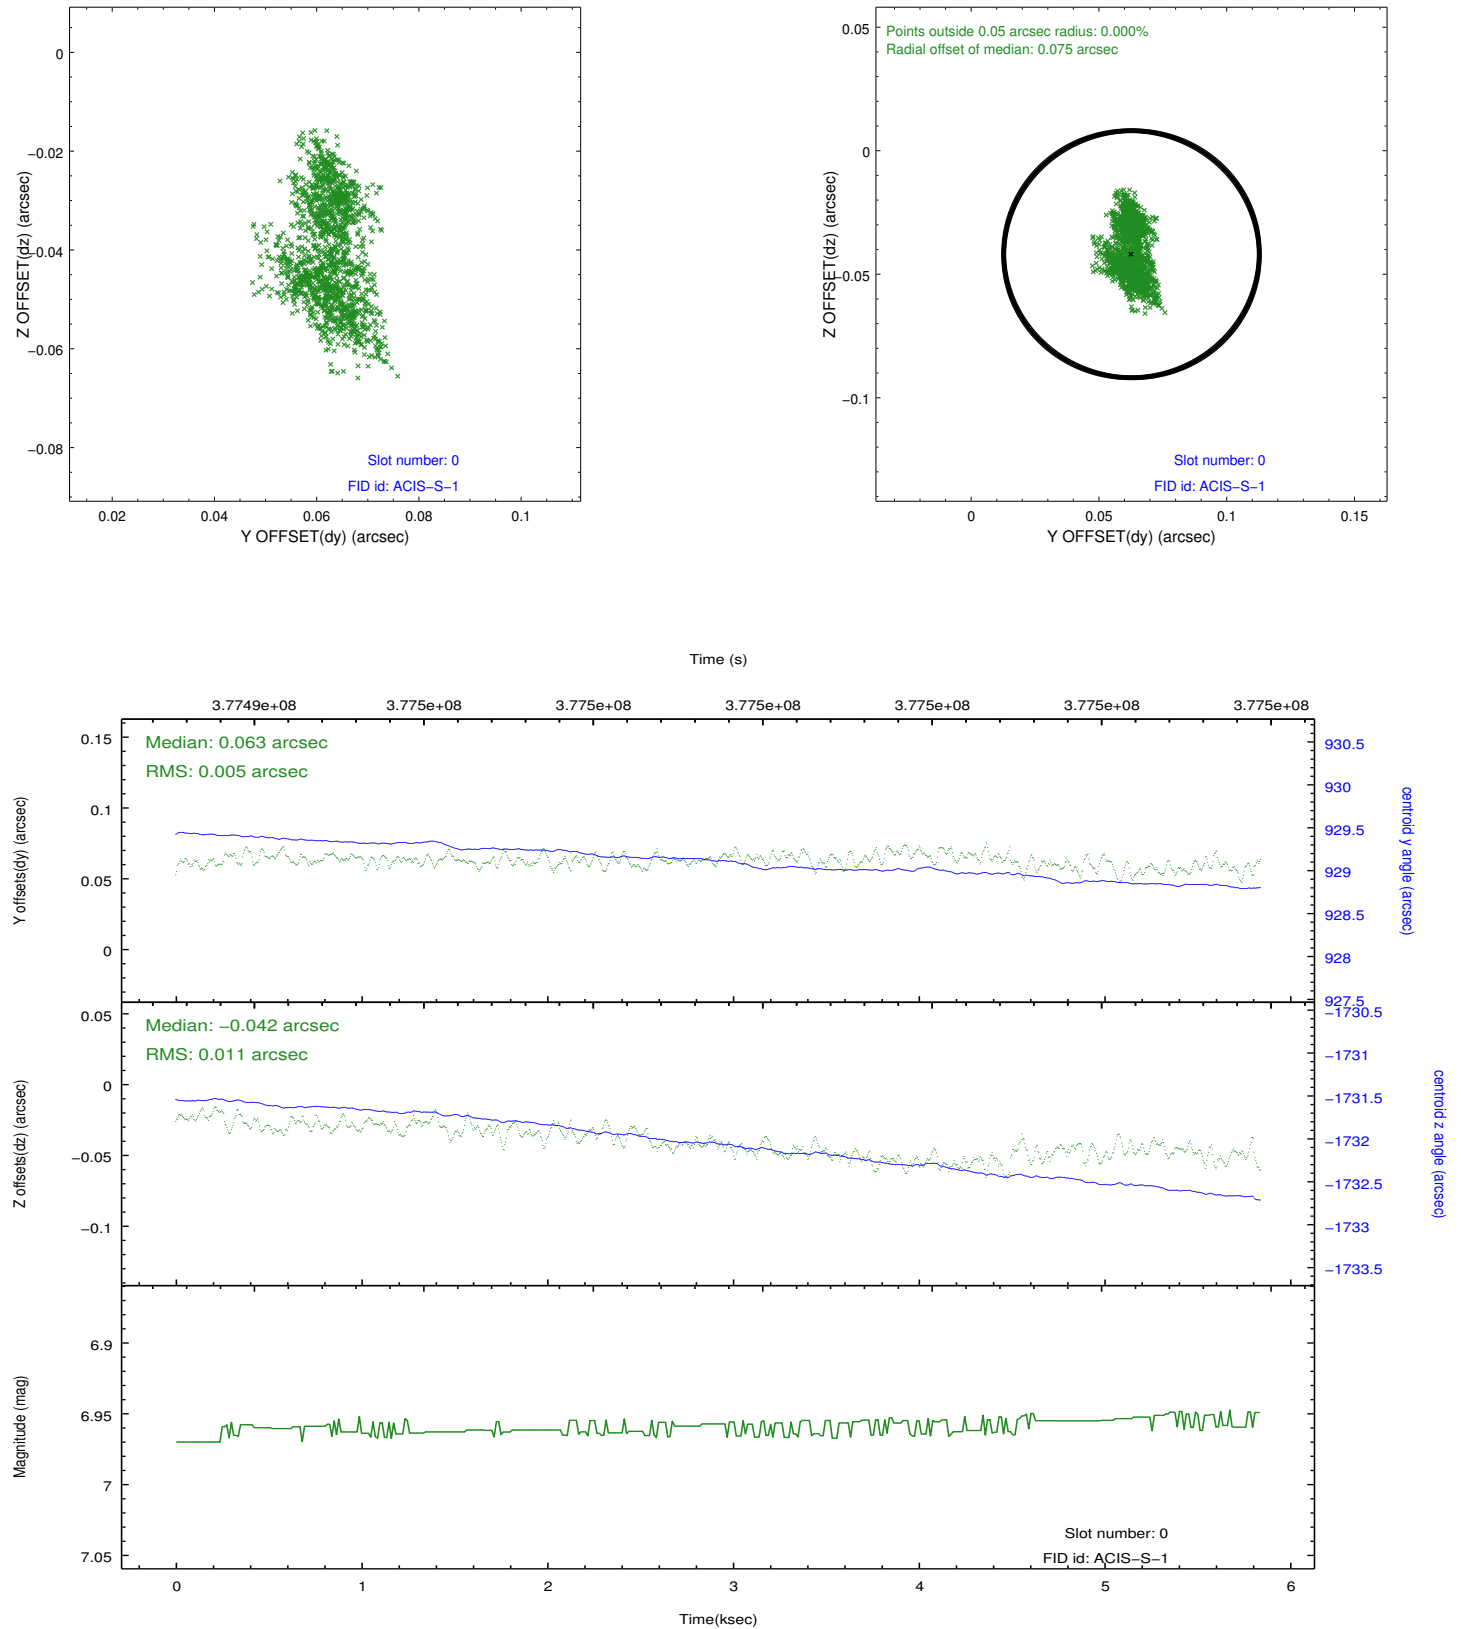 0
−0.02
−0.04
−0.06
−0.08
Z OFFSET(dz) (arcsec)
Slot number: 0
FID id: ACIS−S−1
0.02 0.04 0.06 0.08 0.1
Y OFFSET(dy) (arcsec)
Points outside 0.05 arcsec radius: 0.000%
Radial offset of median: 0.075 arcsec
0.05
0
−0.05
−0.1
Z OFFSET(dz) (arcsec)
Slot number: 0
FID id: ACIS−S−1
0 0.05 0.1 0.15
Y OFFSET(dy) (arcsec)
Time (s)
3.7749e+08 3.775e+08 3.775e+08 3.775e+08 3.775e+08 3.775e+08 3.775e+08
Median: 0.063 arcsec
RMS: 0.005 arcsec
0.15
0.1
0.05
0
Y offsets(dy) (arcsec)
930.5
930
929.5
929
928.5
928
927.5
centroid y angle (arcsec)
Median: −0.042 arcsec
RMS: 0.011 arcsec
0.05
0
−0.05
−0.1
Z offsets(dz) (arcsec)
−1730.5
−1731
−1731.5
−1732
−1732.5
−1733
−1733.5
centroid z angle (arcsec)
6.9
6.95
7
7.05
Magnitude (mag)
Slot number: 0
FID id: ACIS−S−1
0 1 2 3 4 5 6
Time(ksec)